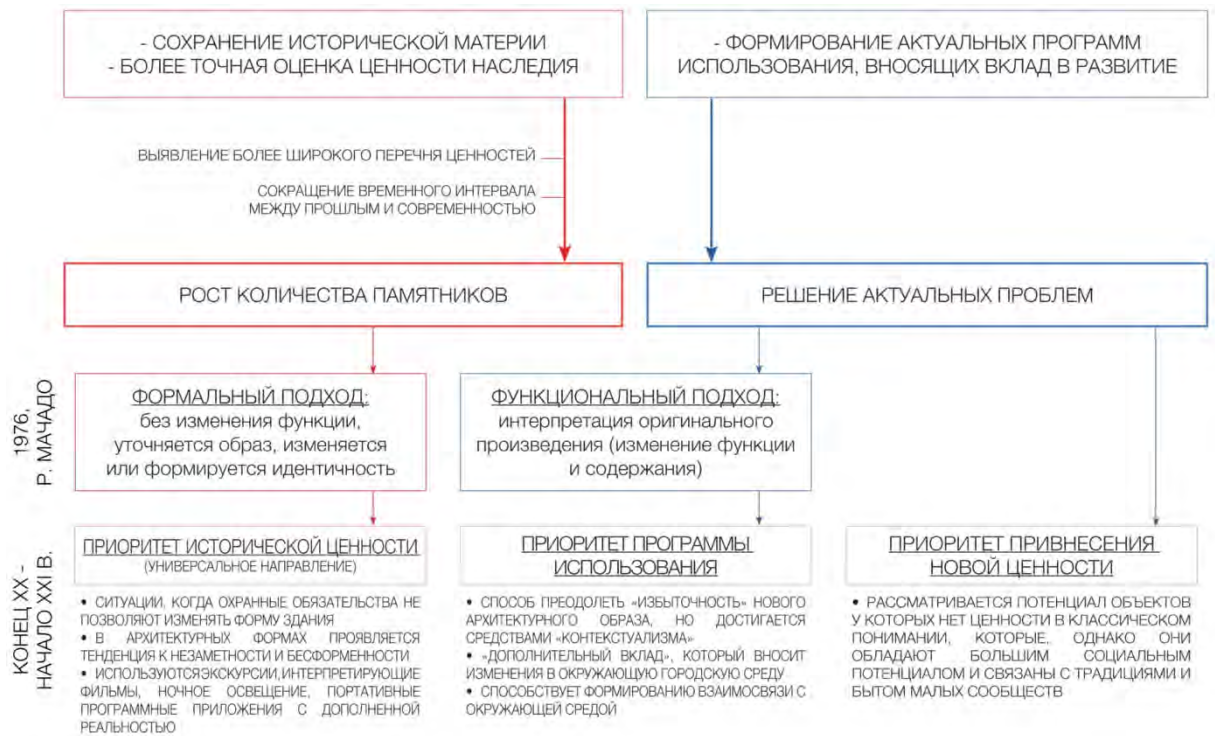 - СОХРАНЕНИЕ ИСТОРИЧЕСКОЙ МАТЕРИИ
- БОЛЕЕ ТОЧНАЯ ОЦЕНКА ЦЕННОСТИ НАСЛЕДИЯ
- ФОРМИРОВАНИЕ АКТУАЛЬНЫХ ПРОГРАММ
ИСПОЛЬЗОВАНИЯ, ВНОСЯЩИХ ВКЛАД В РАЗВИТИЕ
ВЫЯВЛЕНИЕ БОЛЕЕ ШИРОКОГО ПЕРЕЧНЯ ЦЕННОСТЕЙ
СОКРАЩЕНИЕ ВРЕМЕННОГО ИНТЕРВАЛА
МЕЖДУ ПРОШЛЫМ И СОВРЕМЕННОСТЬЮ
РОСТ КОЛИЧЕСТВА ПАМЯТНИКОВ
РЕШЕНИЕ АКТУАЛЬНЫХ ПРОБЛЕМ
1976,
Р. МАЧАДО
ФОРМАЛЬНЫЙ ПОДХОД:
без изменения функции,
уточняется образ, изменяется
или формируется идентичность
ФУНКЦИОНАЛЬНЫЙ ПОДХОД:
интерпретация оригинального
произведения (изменение функции
и содержания)
КОНЕЦ XX -
НАЧАЛО XXI В.
ПРИОРИТЕТ ИСТОРИЧЕСКОЙ ЦЕННОСТИ
(УНИВЕРСАЛЬНОЕ НАПРАВЛЕНИЕ)
• СИТУАЦИИ, КОГДА ОХРАННЫЕ ОБЯЗАТЕЛЬСТВА НЕ
ПОЗВОЛЯЮТ ИЗМЕНЯТЬ ФОРМУ ЗДАНИЯ
• В АРХИТЕКТУРНЫХ ФОРМАХ ПРОЯВЛЯЕТСЯ
ТЕНДЕНЦИЯ К НЕЗАМЕТНОСТИ И БЕСФОРМЕННОСТИ
• ИСПОЛЬЗУЮТСЯ ЭКСКУРСИИ, ИНТЕРПРЕТИРУЮЩИЕ
ФИЛЬМЫ, НОЧНОЕ ОСВЕЩЕНИЕ, ПОРТАТИВНЫЕ
ПРОГРАММНЫЕ ПРИЛОЖЕНИЯ С ДОПОЛНЕННОЙ
РЕАЛЬНОСТЬЮ
ПРИОРИТЕТ ПРОГРАММЫ
ИСПОЛЬЗОВАНИЯ
• СПОСОБ ПРЕОДОЛЕТЬ «ИЗБЫТОЧНОСТЬ» НОВОГО
АРХИТЕКТУРНОГО ОБРАЗА, НО ДОСТИГАЕТСЯ
СРЕДСТВАМИ «КОНТЕКСТУАЛИЗМА»
• «ДОПОЛНИТЕЛЬНЫЙ ВКЛАД», КОТОРЫЙ ВНОСИТ
ИЗМЕНЕНИЯ В ОКРУЖАЮЩУЮ ГОРОДСКУЮ СРЕДУ
• СПОСОБСТВУЕТ ФОРМИРОВАНИЮ ВЗАИМОСВЯЗИ С
ОКРУЖАЮЩЕЙ СРЕДОЙ
ПРИОРИТЕТ ПРИВНЕСЕНИЯ
НОВОЙ ЦЕННОСТИ
• РАССМАТРИВАЕТСЯ ПОТЕНЦИАЛ ОБЪЕКТОВ
У КОТОРЫХ НЕТ ЦЕННОСТИ В КЛАССИЧЕСКОМ
ПОНИМАНИИ, КОТОРЫЕ, ОДНАКО ОНИ
ОБЛАДАЮТ БОЛЬШИМ СОЦИАЛЬНЫМ
ПОТЕНЦИАЛОМ И СВЯЗАНЫ С ТРАДИЦИЯМИ И
БЫТОМ МАЛЫХ СООБЩЕСТВ